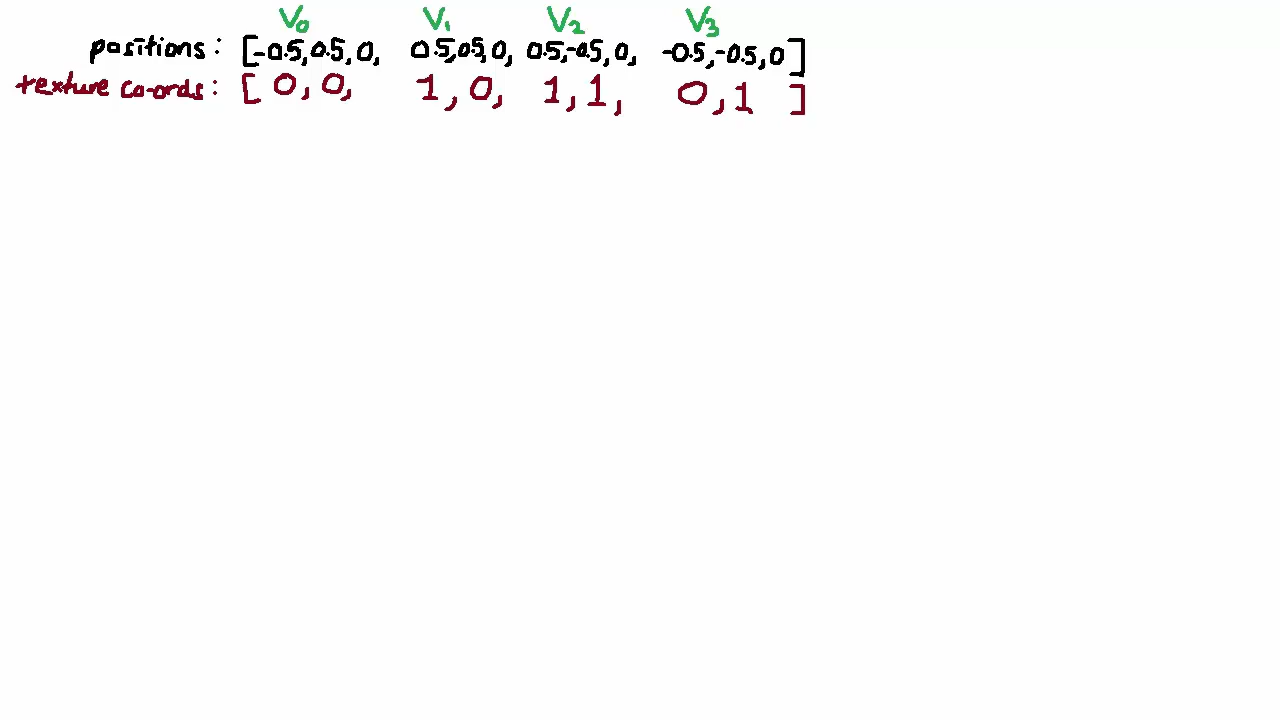 V0 V1 V2 V3
positions: [-0.5,0.5,0, 0.5,0.5,0, 0.5,-0.5,0, -0.5,-0.5,0]
texture co-ords: [0,0, 1,0, 1,1, 0,1 ]